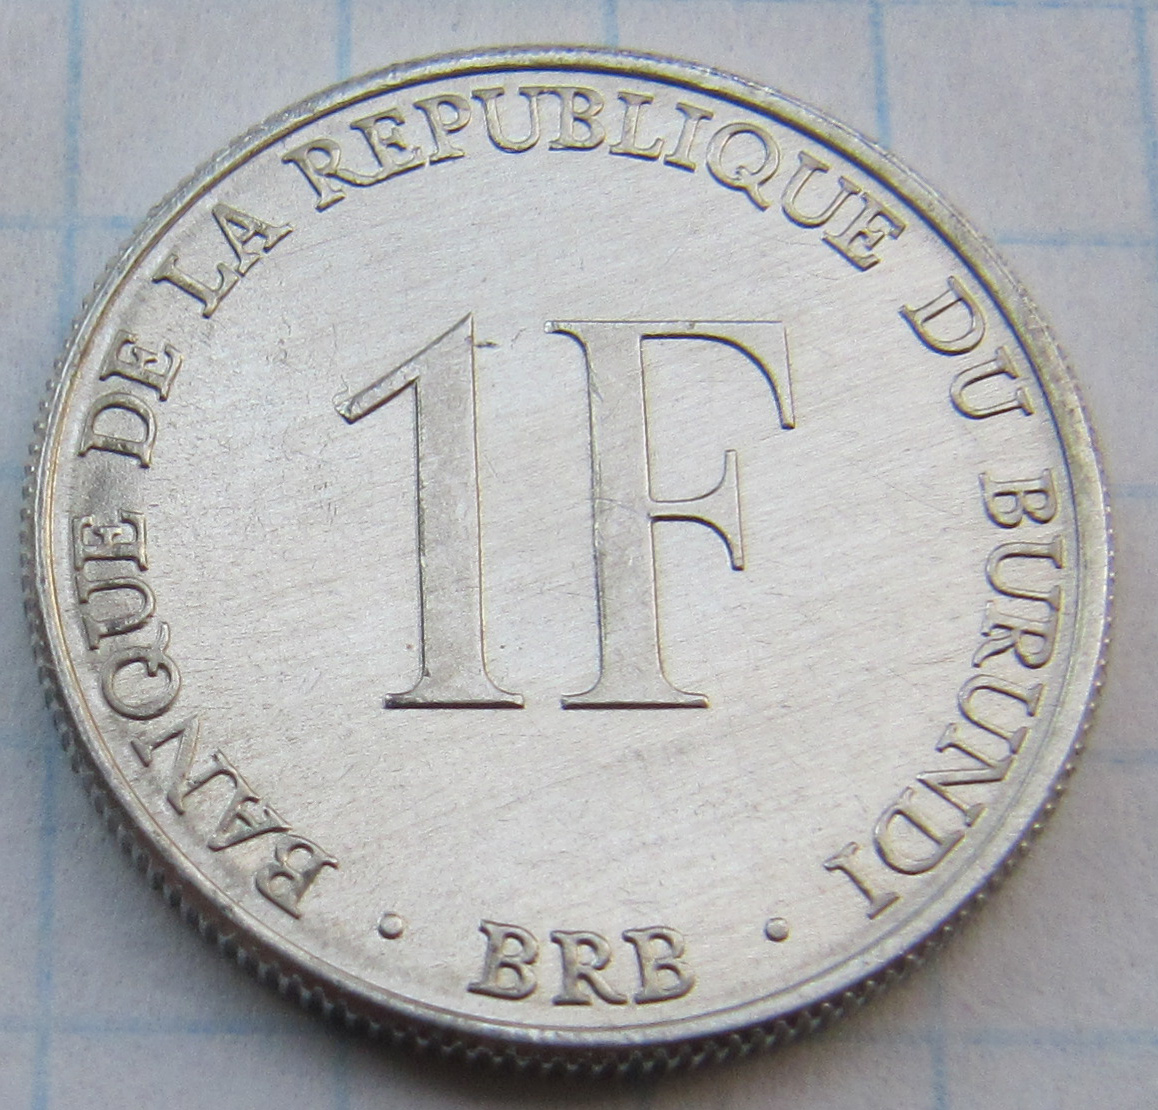 BANQUE DE LA REPUBLIQUE DU BURUNDI
1F
• BRB •